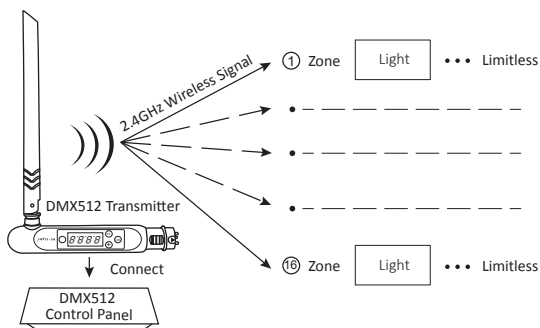 2.4GHz Wireless Signal
1 Zone Light ••• Limitless
DMX512 Transmitter
8888
Connect
16 Zone Light ••• Limitless
DMX512
Control Panel